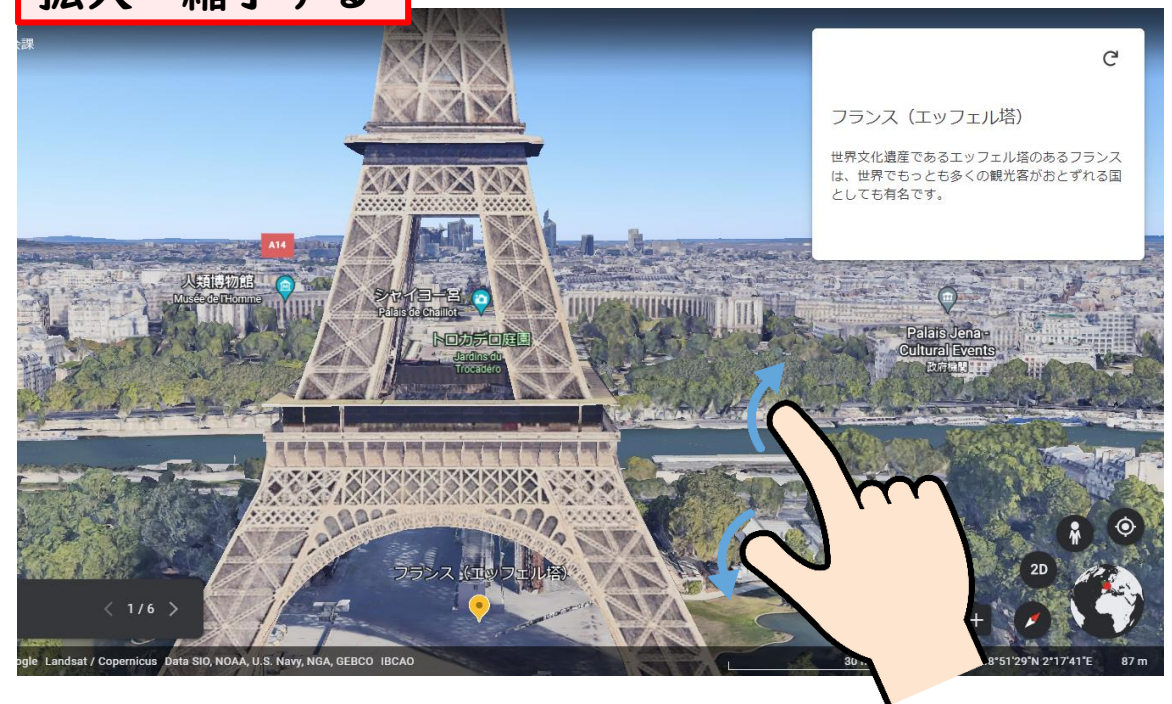 拡大・縮小する
会課
フランス（エッフェル塔）
世界文化遺産であるエッフェル塔のあるフランス
は、世界でもっとも多くの観光客がおとずれる国
としても有名です。
A14
人類博物館
Musée de l'Homme
シャイヨー宮
Palais de Chaillot
トロカデロ庭園
Jardins du
Trocadéro
Palais Jena -
Cultural Events
政府機関
フランス（エッフェル塔）
2D
1/6
ogle Landsat / Copernicus Data SIO, NOAA, U.S. Navy, NGA, GEBCO IBCAO
8°51'29"N 2°17'41"E 87 m